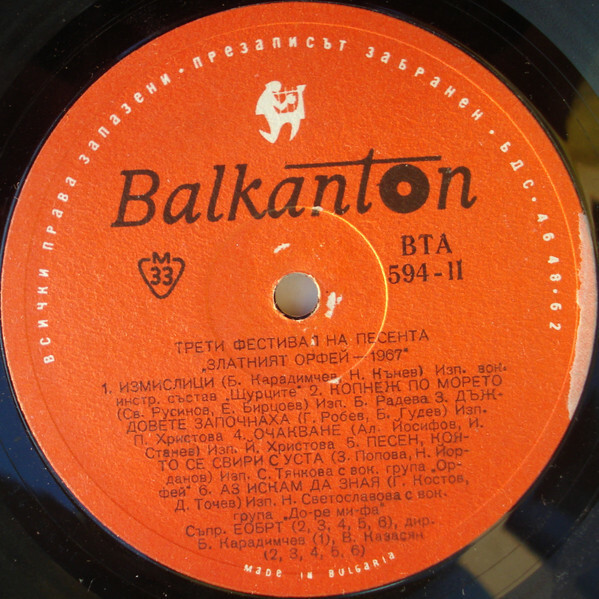 ВСИЧКИ ПРАВА ЗАПАЗЕНИ • ПРЕЗАПИСЪТ ЗАБРАНЕН • БДС • 4648-62
Balkanton
M
33
ВТА
594-II
ТРЕТИ ФЕСТИВАЛ НА ПЕСЕНТА
„ЗЛАТНИЯТ ОРФЕЙ — 1967"
1. ИЗМИСЛИЦИ (Б. Карадимчев, Н. Кънев) Изп. вок.
инстр. състав „Щурците" 2. КОПНЕЖ ПО МОРЕТО
(Св. Русинов, Е. Бирцова) Изп. Б. Радева 3. ДЪЖ-
ДОВЕТЕ ЗАПОЧНАХА (Г. Робев, Б. Гудев) Изп.
П. Христова 4. ОЧАКВАНЕ (Ал. Йосифов, И.
Станев) Изп. Й. Христова 6. ПЕСЕН, КОЯ-
ТО СЕ СВИРИ С УСТА (З. Попова, Н. Йор-
данов) Изп. С. Тянкова с вок. група „Ор-
фей" 6. АЗ ИСКАМ ДА ЗНАЯ (Г. Костов,
Д. Точев) Изп. Н. Светославова с вок.
група „До-ре ми-фа"
Съпр. ЕОБРТ (2, 3, 4, 5, 6), дир.
Б. Карадимчев (1), В. Казасян
(2, 3, 4, 5, 6)
MADE IN BULGARIA